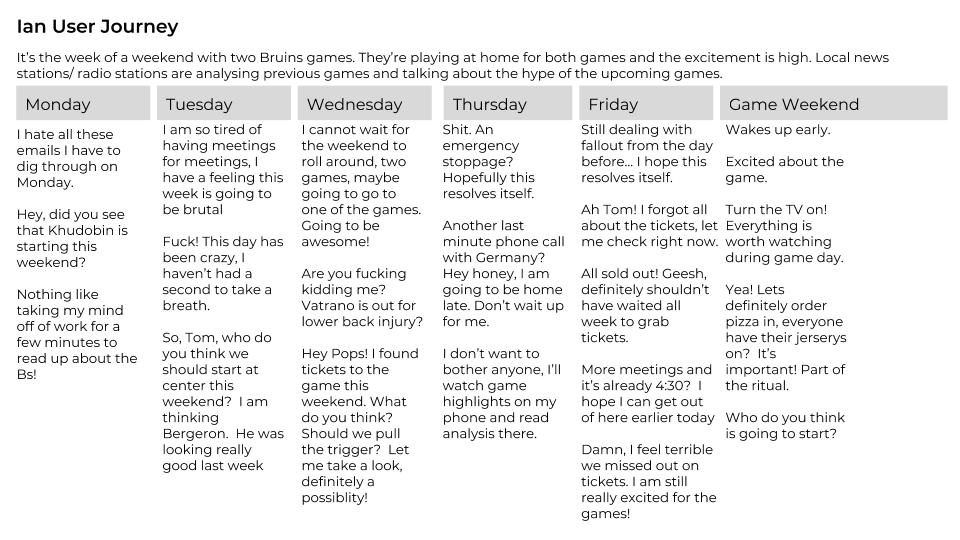 Ian User Journey
It's the week of a weekend with two Bruins games. They're playing at home for both games and the excitement is high. Local news
stations/ radio stations are analysing previous games and talking about the hype of the upcoming games.
Monday
I hate all these
emails I have to
dig through on
Monday.
Hey, did you see
that Khudobin is
starting this
weekend?
Nothing like
taking my mind
off of work for a
few minutes to
read up about the
Bs!
Tuesday
I am so tired of
having meetings
for meetings, I
have a feeling this
week is going to
be brutal
Fuck! This day has
been crazy, I
haven't had a
second to take a
breath.
So, Tom, who do
you think we
should start at
center this
weekend?  I am
thinking
Bergeron.  He was
looking really
good last week
Wednesday
I cannot wait for
the weekend to
roll around, two
games, maybe
going to go to
one of the games.
Going to be
awesome!
Are you fucking
kidding me?
Vatrano is out for
lower back injury?
Hey Pops! I found
tickets to the
game this
weekend. What
do you think?
Should we pull
the trigger?  Let
me take a look,
definitely a
possiblity!
Thursday
Shit. An
emergency
stoppage?
Hopefully this
resolves itself.
Another last
minute phone call
with Germany?
Hey honey, I am
going to be home
late. Don't wait up
for me.
I don't want to
bother anyone, I'll
watch game
highlights on my
phone and read
analysis there.
Friday
Still dealing with
fallout from the day
before... I hope this
resolves itself.
Ah Tom! I forgot all
about the tickets, let
me check right now.
All sold out! Geesh,
definitely shouldn't
have waited all
week to grab
tickets.
More meetings and
it's already 4:30?  I
hope I can get out
of here earlier today
Damn, I feel terrible
we missed out on
tickets. I am still
really excited for the
games!
Game Weekend
Wakes up early.
Excited about the
game.
Turn the TV on!
Everything is
worth watching
during game day.
Yea! Lets
definitely order
pizza in, everyone
have their jerserys
on?  It's
important! Part of
the ritual.
Who do you think
is going to start?